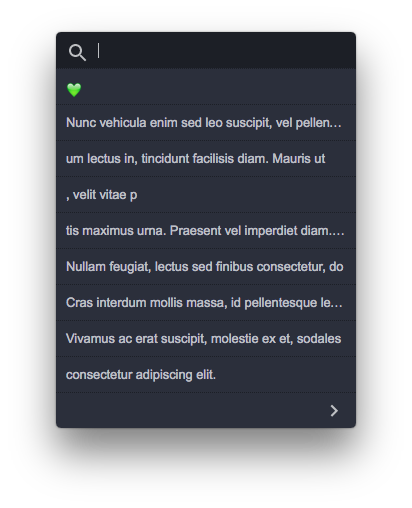 💚
Nunc vehicula enim sed leo suscipit, vel pellen…
um lectus in, tincidunt facilisis diam. Mauris ut
, velit vitae p
tis maximus urna. Praesent vel imperdiet diam.…
Nullam feugiat, lectus sed finibus consectetur, do
Cras interdum mollis massa, id pellentesque le…
Vivamus ac erat suscipit, molestie ex et, sodales
consectetur adipiscing elit.